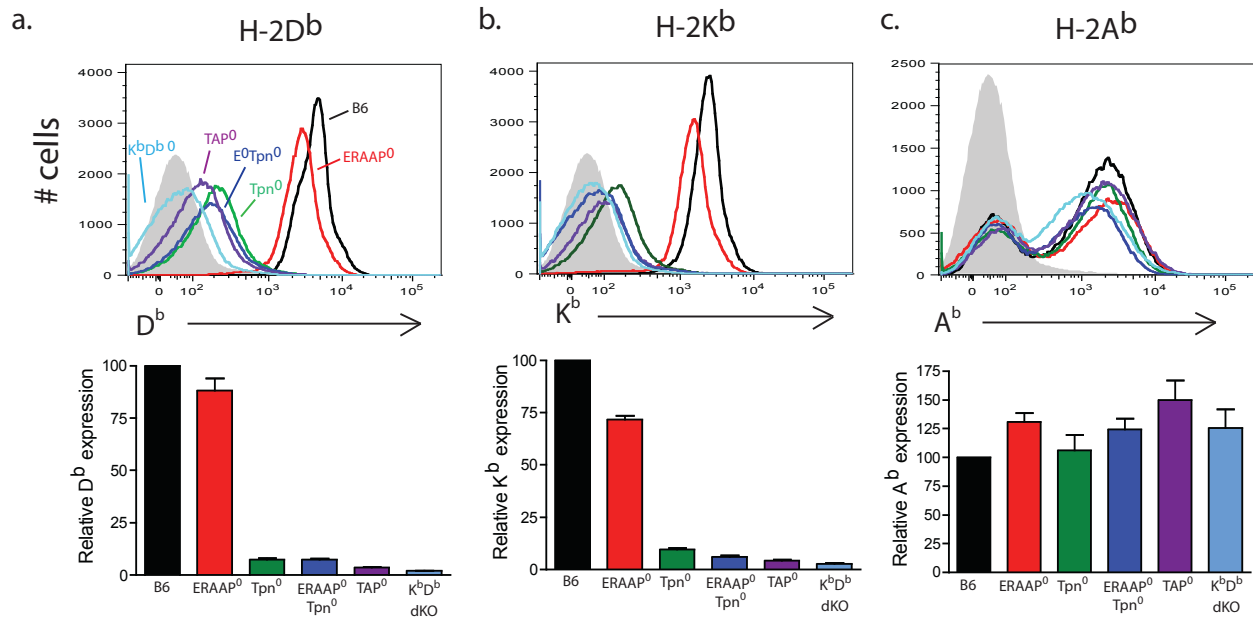 a.
H-2Dᵇ
b.
H-2Kᵇ
c.
H-2Aᵇ
# cells
4000
3000
2000
1000
0
KᵇDᵇ 0
TAP⁰
E⁰Tpn⁰
Tpn⁰
B6
ERAAP⁰
0 10² 10³ 10⁴ 10⁵
Dᵇ
4000
3000
2000
1000
0
0 10² 10³ 10⁴ 10⁵
Kᵇ
2500
2000
1500
1000
500
0
0 10² 10³ 10⁴ 10⁵
Aᵇ
Relative Dᵇ expression
100
75
50
25
0
B6 ERAAP⁰ Tpn⁰ ERAAP⁰ TAP⁰ KᵇDᵇ
Tpn⁰ dKO
Relative Kᵇ expression
100
75
50
25
0
B6 ERAAP⁰ Tpn⁰ ERAAP⁰ TAP⁰ KᵇDᵇ
Tpn⁰ dKO
Relative Aᵇ expression
175
150
125
100
75
50
25
0
B6 ERAAP⁰ Tpn⁰ ERAAP⁰ TAP⁰ KᵇDᵇ
Tpn⁰ dKO